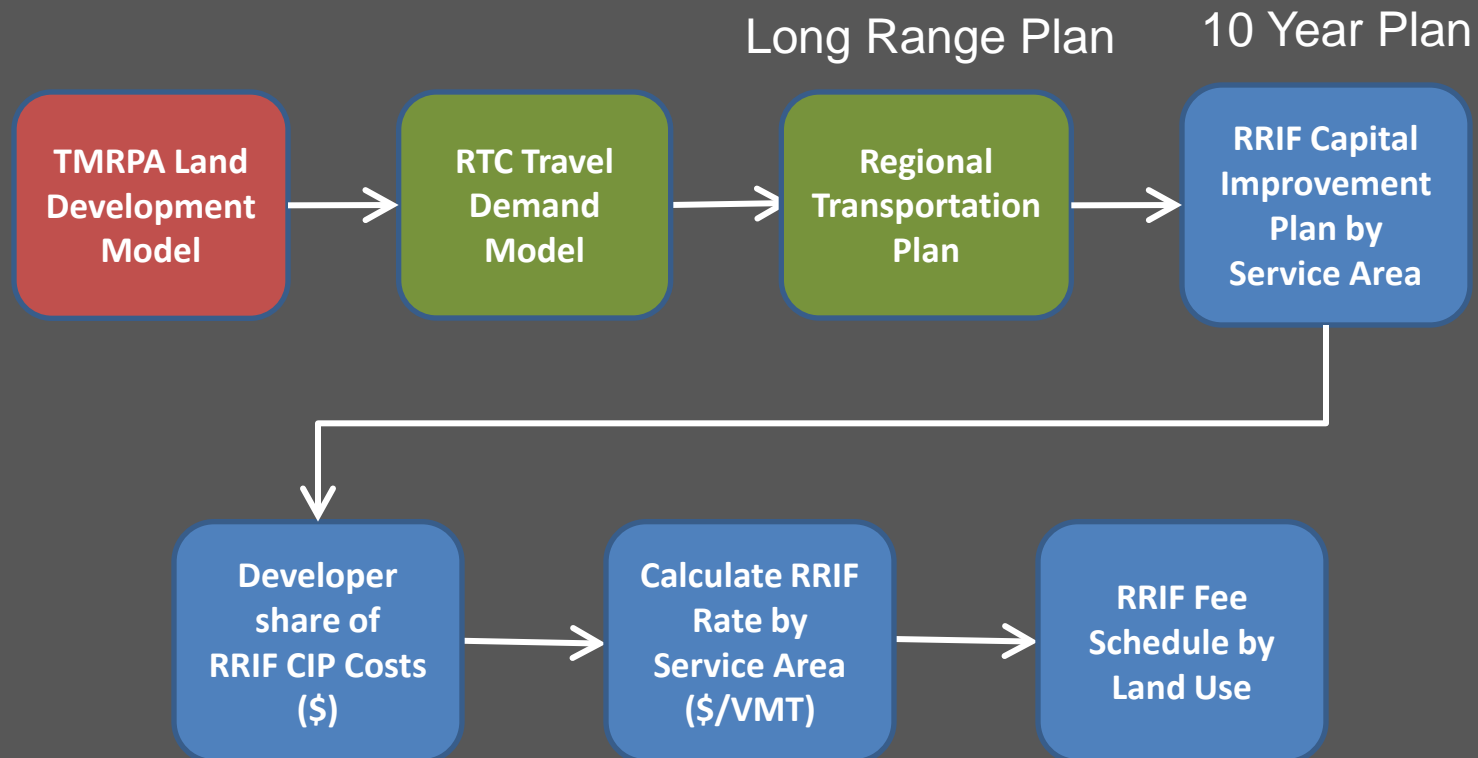 Long Range Plan
10 Year Plan
TMRPA Land
Development
Model
RTC Travel
Demand
Model
Regional
Transportation
Plan
RRIF Capital
Improvement
Plan by
Service Area
Developer
share of
RRIF CIP Costs
($)
Calculate RRIF
Rate by
Service Area
($/VMT)
RRIF Fee
Schedule by
Land Use